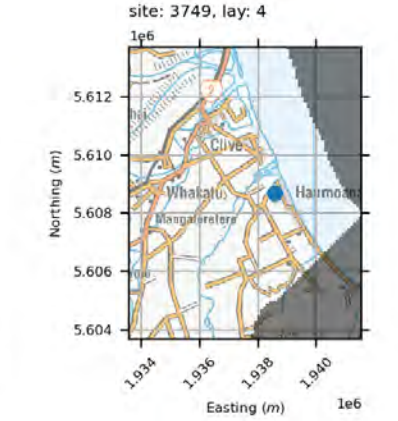 site: 3749, lay: 4
1e6
5.612
5.610
5.608
5.606
5.604
Northing (m)
2
Clive
Whakatu
Haumoana
Mangateretere
1.934
1.936
1.938
1.940
1e6
Easting (m)